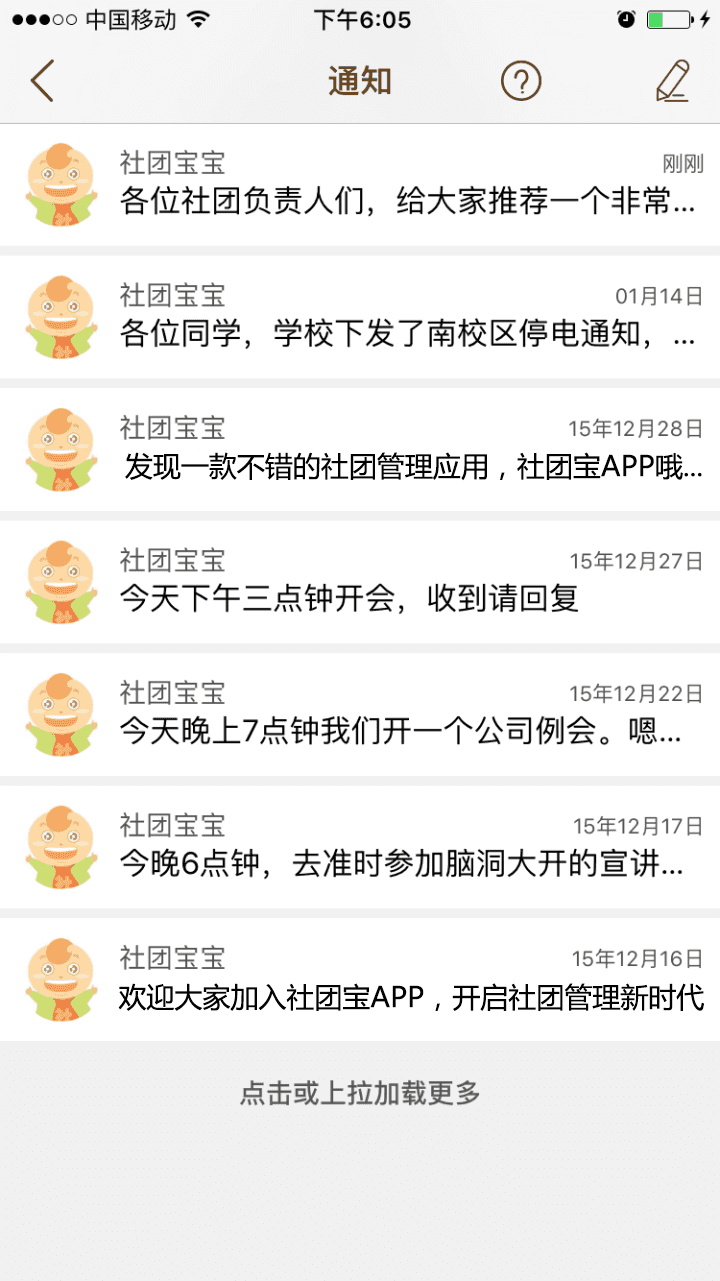 中国移动
下午6:05
通知
社团宝宝
刚刚
各位社团负责人们，给大家推荐一个非常...
社团宝宝
01月14日
各位同学，学校下发了南校区停电通知，...
社团宝宝
15年12月28日
发现一款不错的社团管理应用，社团宝APP哦...
社团宝宝
15年12月27日
今天下午三点钟开会，收到请回复
社团宝宝
15年12月22日
今天晚上7点钟我们开一个公司例会。嗯...
社团宝宝
15年12月17日
今晚6点钟，去准时参加脑洞大开的宣讲...
社团宝宝
15年12月16日
欢迎大家加入社团宝APP，开启社团管理新时代
点击或上拉加载更多